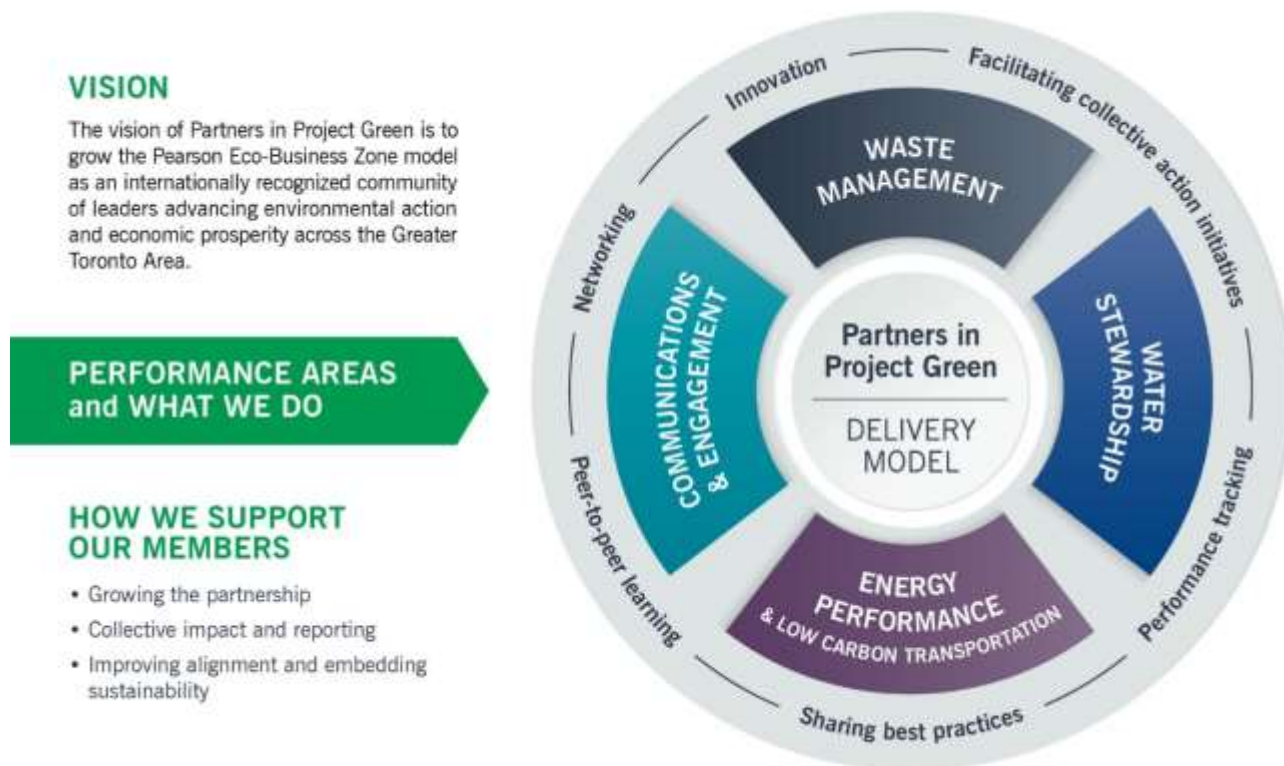 VISION
The vision of Partners in Project Green is to
grow the Pearson Eco-Business Zone model
as an internationally recognized community
of leaders advancing environmental action
and economic prosperity across the Greater
Toronto Area.
PERFORMANCE AREAS
and WHAT WE DO
HOW WE SUPPORT
OUR MEMBERS
• Growing the partnership
• Collective impact and reporting
• Improving alignment and embedding
sustainability
Innovation
Facilitating collective action initiatives
Performance tracking
Sharing best practices
Peer-to-peer learning
Networking
WASTE
MANAGEMENT
WATER
STEWARDSHIP
ENERGY
PERFORMANCE
& LOW CARBON TRANSPORTATION
COMMUNICATIONS
& ENGAGEMENT
Partners in
Project Green
DELIVERY
MODEL